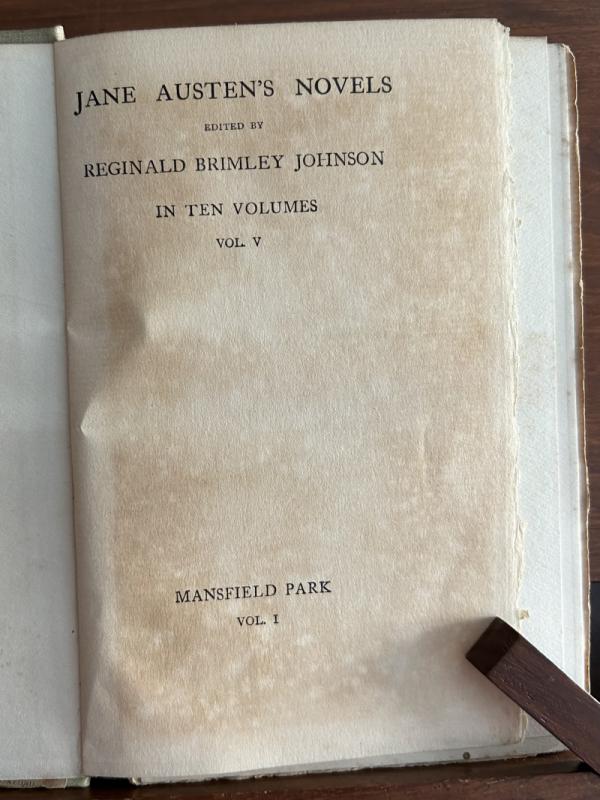 JANE AUSTEN'S NOVELS
EDITED BY
REGINALD BRIMLEY JOHNSON
IN TEN VOLUMES
VOL. V
MANSFIELD PARK
VOL. I